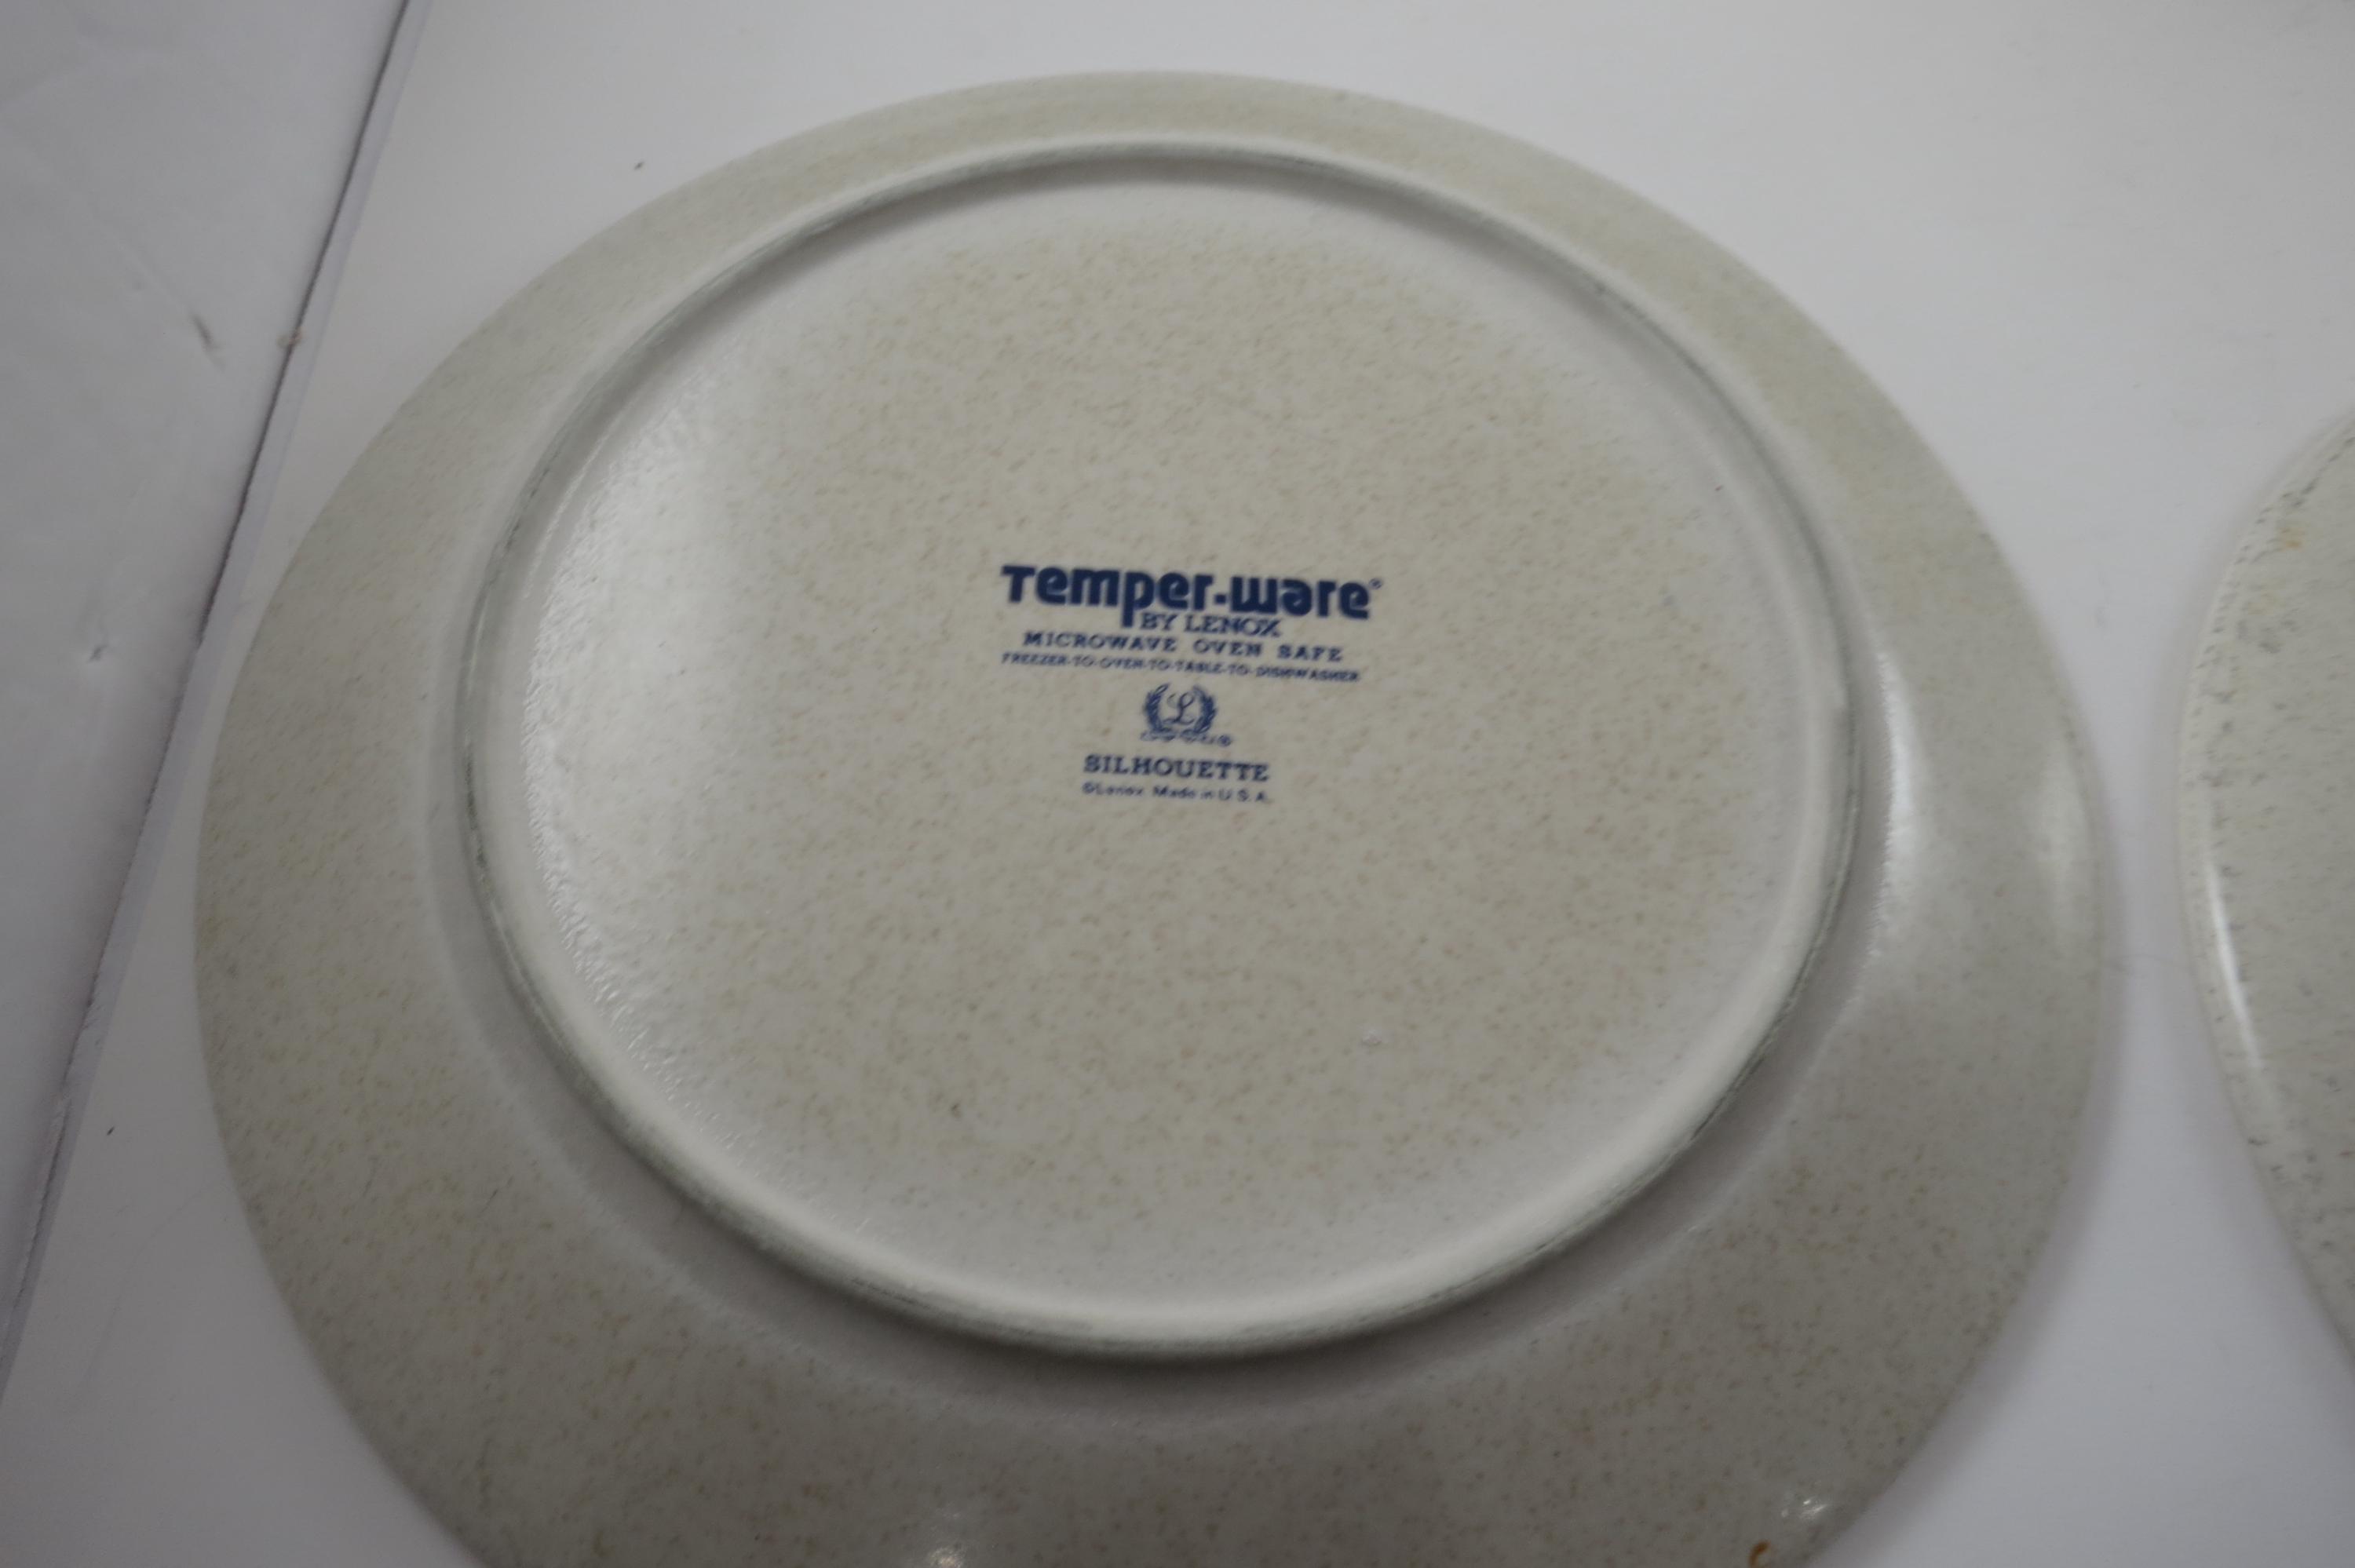 Temper-ware®
BY LENOX
MICROWAVE OVEN SAFE
FREEZER-TO-OVEN-TO-TABLE-TO-DISHWASHER
L
®
SILHOUETTE
©Lenox Made in U.S.A.